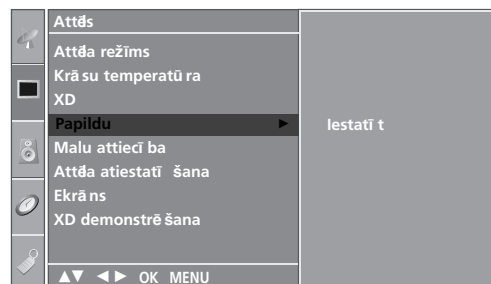 Attēls
Attēla režīms
Krāsu temperatūra
XD
Papildu ►
Iestatīt
Malu attiecība
Attēla atiestatīšana
Ekrāns
XD demonstrēšana
▲▼ ◄► OK MENU